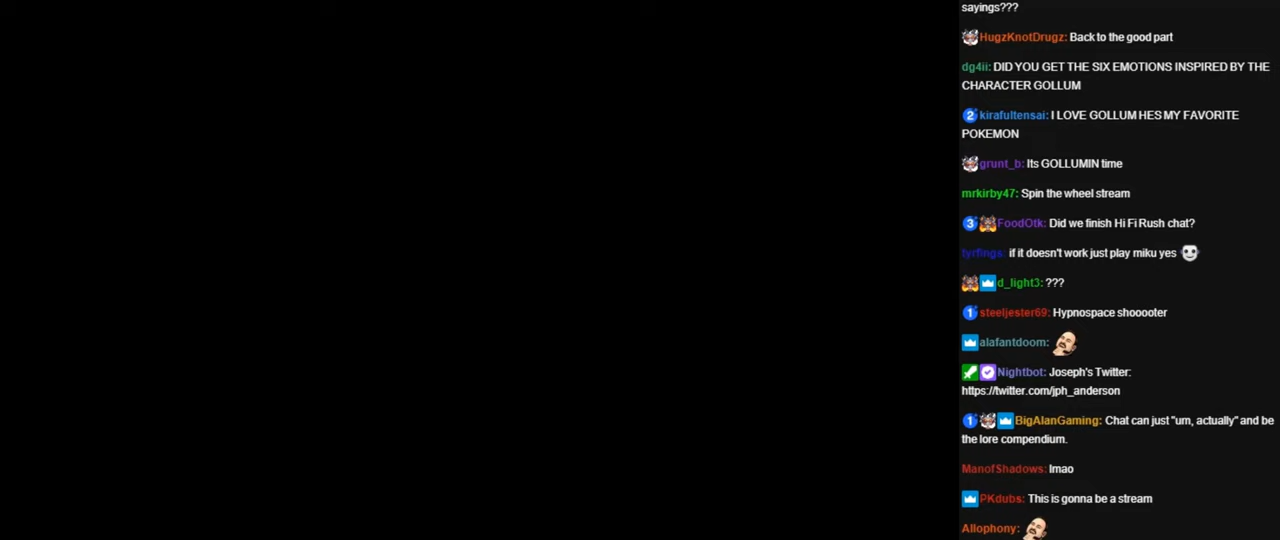 sayings???
HugzKnotDrugz: Back to the good part
dg4ii: DID YOU GET THE SIX EMOTIONS INSPIRED BY THE
CHARACTER GOLLUM
2 kirafultensai: I LOVE GOLLUM HES MY FAVORITE
POKEMON
grunt_b: Its GOLLUMIN time
mrkirby47: Spin the wheel stream
3 FoodOtk: Did we finish Hi Fi Rush chat?
tyrfings: if it doesn't work just play miku yes
d_light3: ???
1 steeljester69: Hypnospace shooooter
alafantdoom:
Nightbot: Joseph's Twitter:
https://twitter.com/jph_anderson
1 BigAlanGaming: Chat can just "um, actually" and be
the lore compendium.
ManofShadows: lmao
PKdubs: This is gonna be a stream
Allophony: